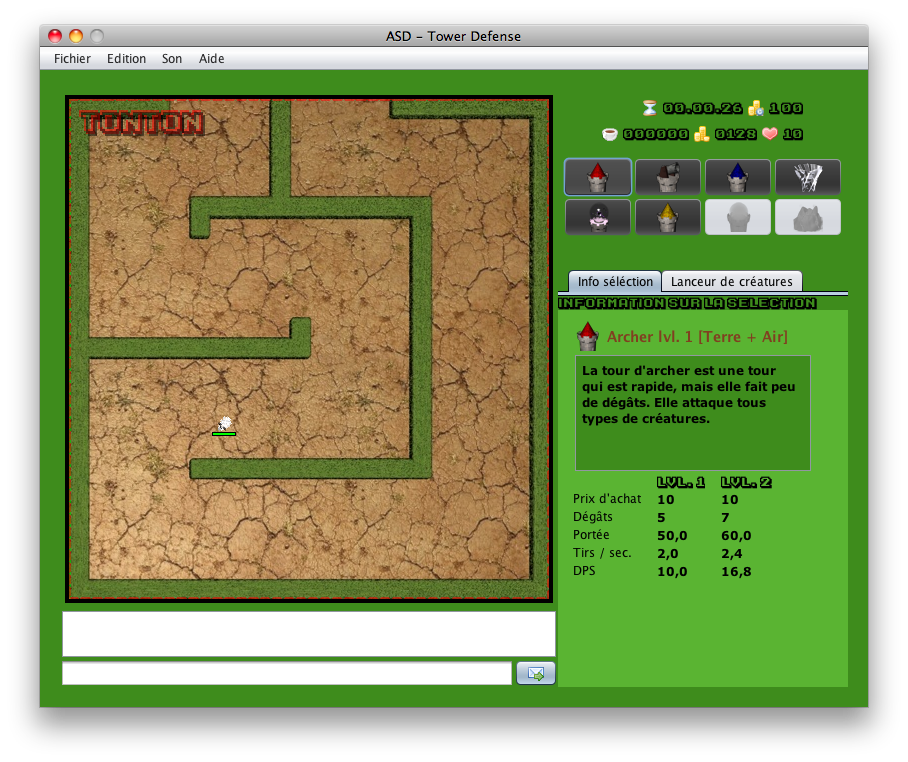 ASD – Tower Defense
Fichier Edition Son Aide
TONTON
00.00.26 100
000000 0128 10
Info séléction Lanceur de créatures
INFORMATION SUR LA SELECTION
Archer lvl. 1 [Terre + Air]
La tour d'archer est une tour
qui est rapide, mais elle fait peu
de dégâts. Elle attaque tous
types de créatures.
LVL. 1 LVL. 2
Prix d'achat 10 10
Dégâts 5 7
Portée 50,0 60,0
Tirs / sec. 2,0 2,4
DPS 10,0 16,8